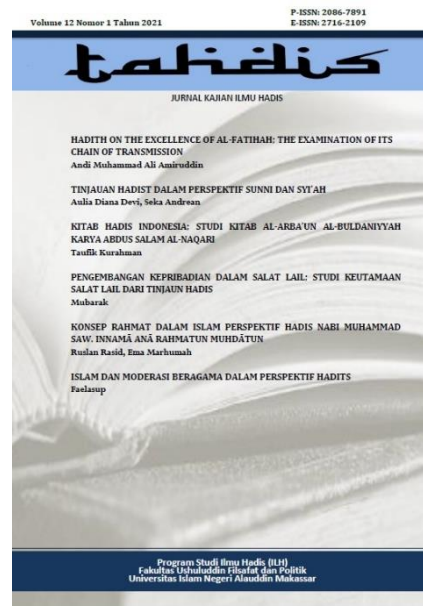 P-ISSN: 2086-7891
Volume 12 Nomor 1 Tahun 2021
E-ISSN: 2716-2109
tahdis
JURNAL KAJIAN ILMU HADIS
HADITH ON THE EXCELLENCE OF AL-FATIHAH: THE EXAMINATION OF ITS
CHAIN OF TRANSMISSION
Andi Muhammad Ali Amiruddin
TINJAUAN HADIST DALAM PERSPEKTIF SUNNI DAN SYI'AH
Aulia Diana Devi, Seka Andrean
KITAB HADIS INDONESIA: STUDI KITAB AL-ARBA'UN AL-BULDANIYYAH
KARYA ABDUS SALAM AL-NAQARI
Taufik Kurahman
PENGEMBANGAN KEPRIBADIAN DALAM SALAT LAIL: STUDI KEUTAMAAN
SALAT LAIL DARI TINJAUN HADIS
Mubarak
KONSEP RAHMAT DALAM ISLAM PERSPEKTIF HADIS NABI MUHAMMAD
SAW. INNAMĀ ANĀ RAHMATUN MUHDĀTUN
Ruslan Rasid, Ema Marhumah
ISLAM DAN MODERASI BERAGAMA DALAM PERSPEKTIF HADITS
Faelasup
Program Studi Ilmu Hadis (ILH)
Fakultas Ushuluddin Filsafat dan Politik
Universitas Islam Negeri Alauddin Makassar